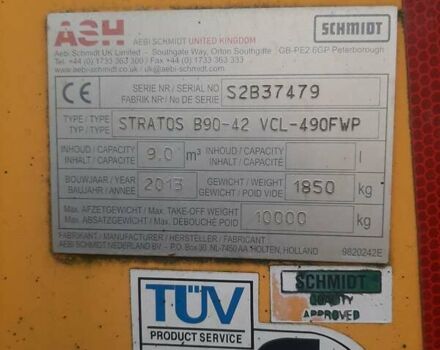 ASH AEBI SCHMIDT UNITED KINGDOM SCHMIDT
Aebi Schmidt UK Limited - Southgate Way, Orton Southgate - GB-PE2 6GP Peterborough
Tel +44 (0) 1733 363 300 / Fax +44 (0) 1733 363 333
www.aebi-schmidt.co.uk / uk@aebi-schmidt.com
CE
SERIE NR / SERIAL NO
FABRIK NR / No DE SERIE
S2B37479
TYPE / TYPE /
TYP / TYPE
STRATOS B90-42 VCL-490FWP
INHOUD / CAPACITY
INHALT / CAPACITE
9.0 m³
INHOUD / CAPACITY
INHALT / CAPACITE
l
BOUWJAAR / YEAR
BAUJAHR / ANNEE
2013
GEWICHT / WEIGHT
GEWICHT / POID VIDE
1850 kg
Max. AFZETGEWICHT / Max. TAKE-OFF WEIGHT
Max. ABSATZGEWICHT / Max. DEBOUCHE POID
10000 kg
FABRIKANT / MANUFACTURER / HERSTELLER / FABRICANT
AEBI SCHMIDT NEDERLAND BV - P.O. Box 30 NL-7450 AA HOLTEN, HOLLAND
9820242E
TÜV
PRODUCT SERVICE
SCHMIDT
QUALITY
APPROVED